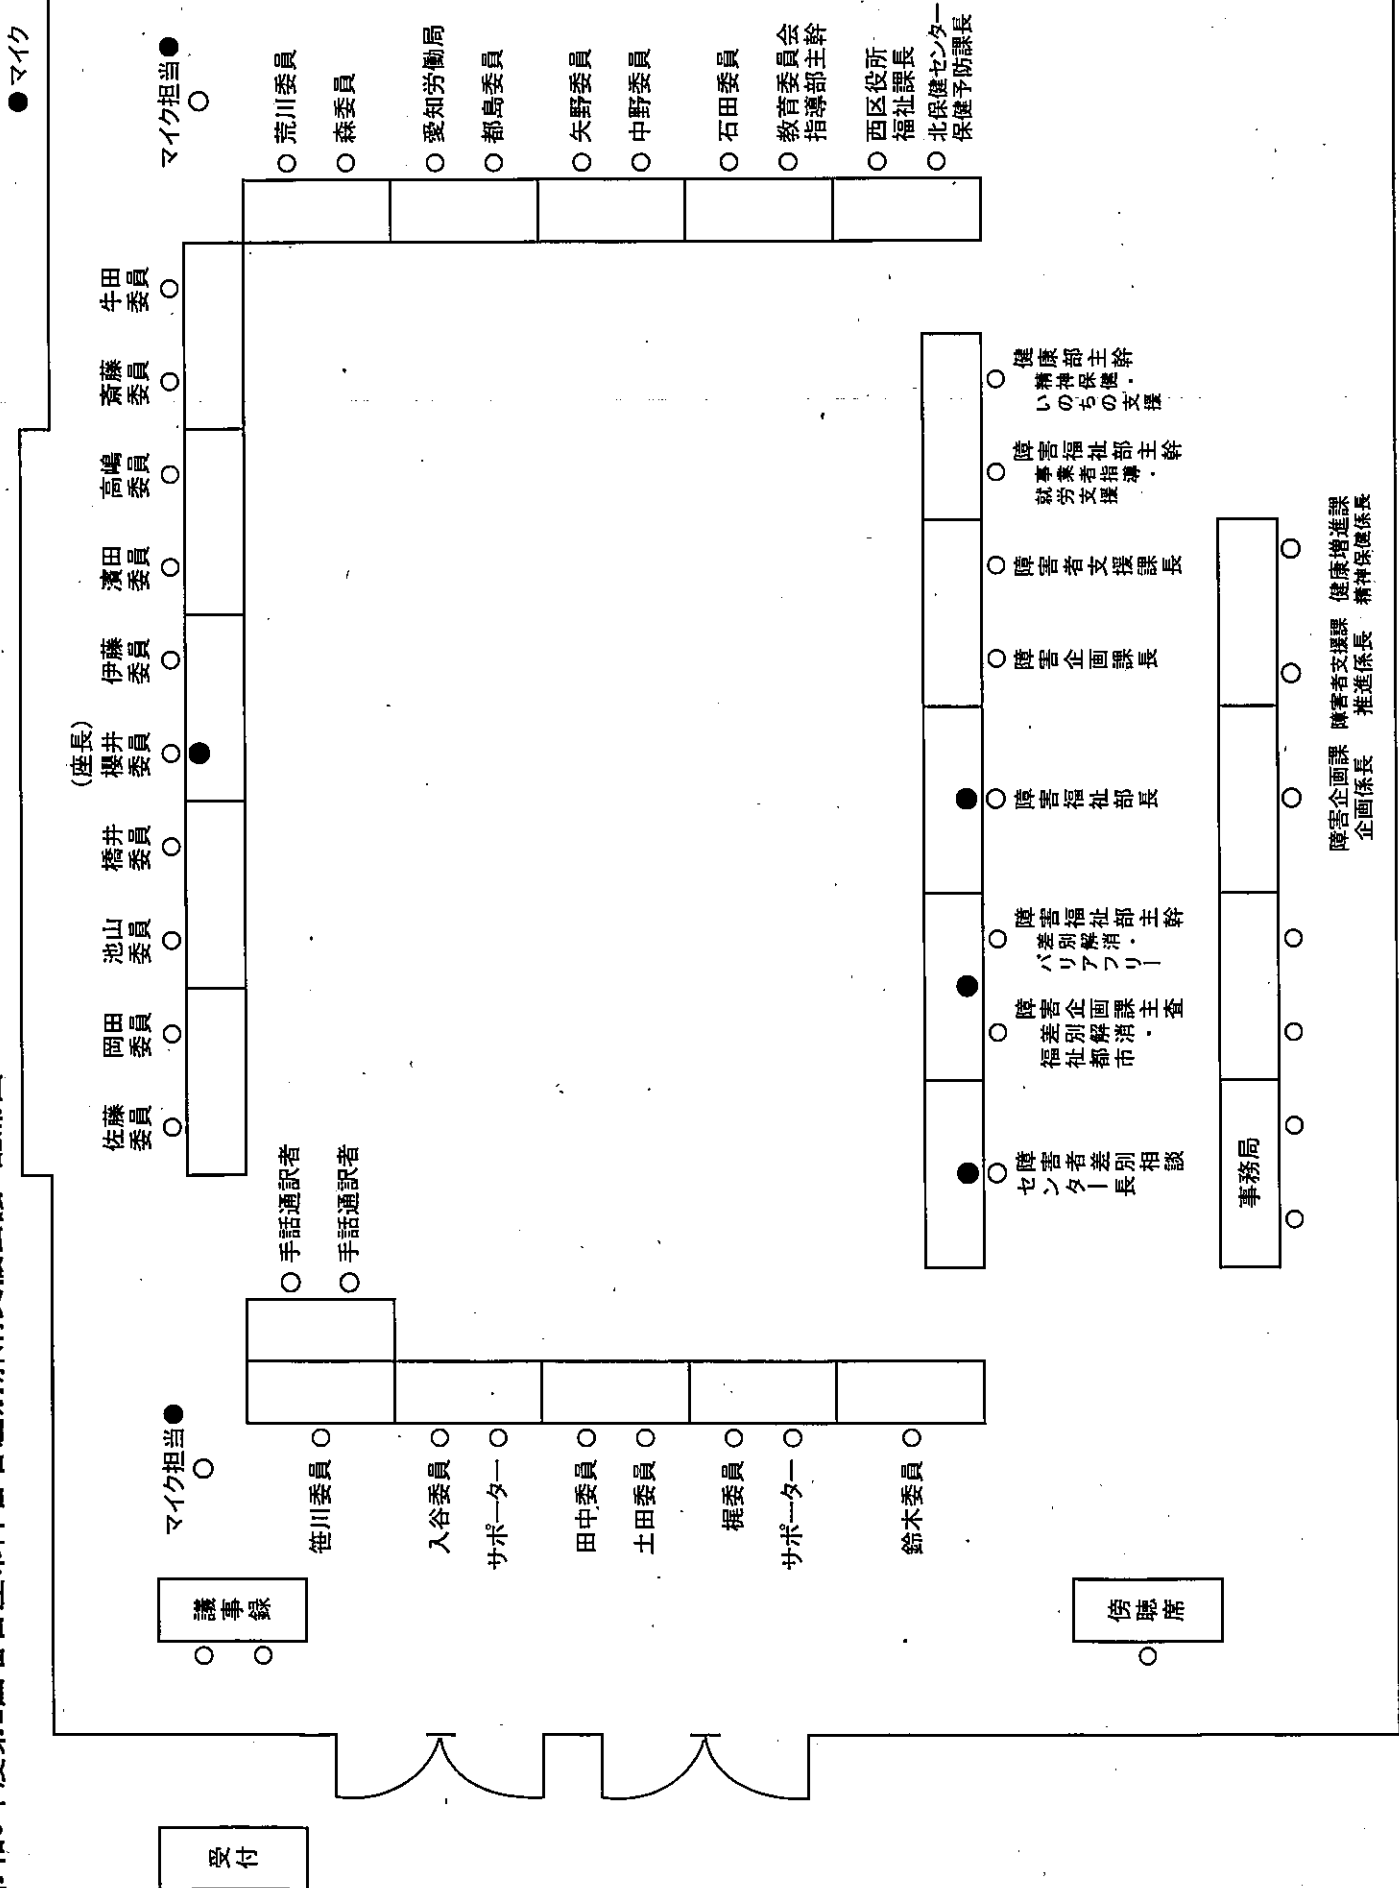 ●マイク
マイク担当●
荒川委員
森委員
愛知労働局
都島委員
矢野委員
中野委員
石田委員
教育委員会
指導部主幹
西区役所
福祉課長
北保健センター
保健予防課長
(座長)
佐藤
委員
岡田
委員
池山
委員
橋井
委員
櫻井
委員
伊藤
委員
濱田
委員
高嶋
委員
斎藤
委員
牛田
委員
手話通訳者
手話通訳者
マイク担当●
笹川委員
入谷委員
サポーター
田中委員
土田委員
梶委員
サポーター
鈴木委員
障害者差別相談
センター長
障害企画課主査
差別解消・
福祉都市
障害福祉部主幹
差別解消・
バリアフリー
障害福祉部長
障害企画課長
障害者支援課長
障害福祉部主幹
事業者指導・
就労支援
健康部主幹
精神保健・
いのちの支援
事務局
障害企画課
企画係長
障害者支援課
推進係長
健康増進課
精神保健係長
議事録
傍聴席
受付